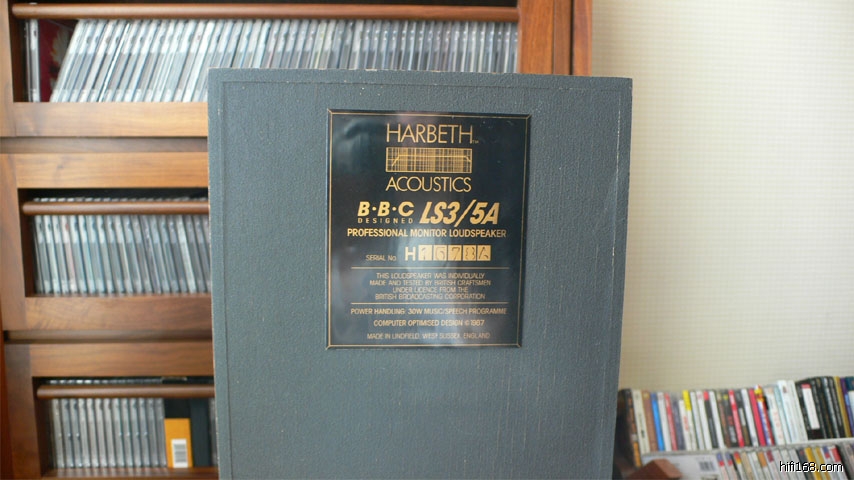 HARBETH TM
ACOUSTICS
B·B·C LS3/5A
DESIGNED
PROFESSIONAL MONITOR LOUDSPEAKER
SERIAL No. H1678A
THIS LOUDSPEAKER WAS INDIVIDUALLY
MADE AND TESTED BY BRITISH CRAFTSMEN
UNDER LICENCE FROM THE
BRITISH BROADCASTING CORPORATION
POWER HANDLING: 30W MUSIC/SPEECH PROGRAMME
COMPUTER OPTIMISED DESIGN © 1987
MADE IN LINDFIELD, WEST SUSSEX, ENGLAND
hifi168.com